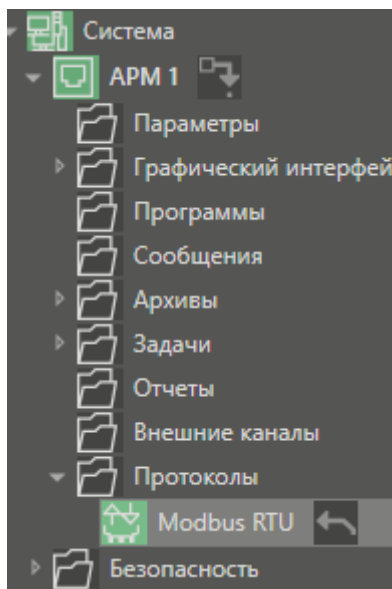 Система
АРМ 1
Параметры
Графический интерфей
Программы
Сообщения
Архивы
Задачи
Отчеты
Внешние каналы
Протоколы
Modbus RTU
Безопасность